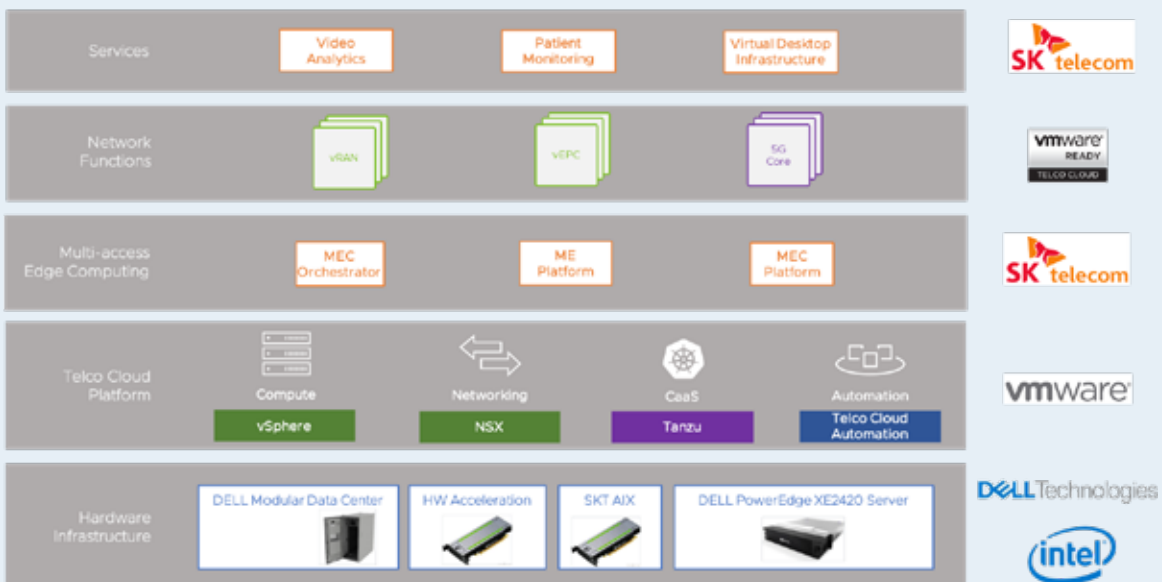 Services
Video
Analytics
Patient
Monitoring
Virtual Desktop
Infrastructure
SK telecom
Network
Functions
vRAN
vEPC
5G
Core
vmware
READY
TELCO CLOUD
Multi-access
Edge Computing
MEC
Orchestrator
ME
Platform
MEC
Platform
SK telecom
Telco Cloud
Platform
Compute
vSphere
Networking
NSX
CaaS
Tanzu
Automation
Telco Cloud
Automation
vmware
Hardware
Infrastructure
DELL Modular Data Center
HW Acceleration
SKT AIX
DELL PowerEdge XE2420 Server
DELL Technologies
intel